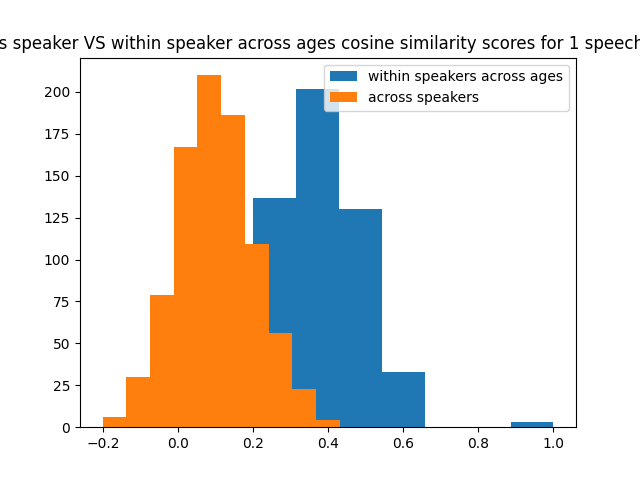 s speaker VS within speaker across ages cosine similarity scores for 1 speech
within speakers across ages
across speakers
200
175
150
125
100
75
50
25
0
−0.2 0.0 0.2 0.4 0.6 0.8 1.0